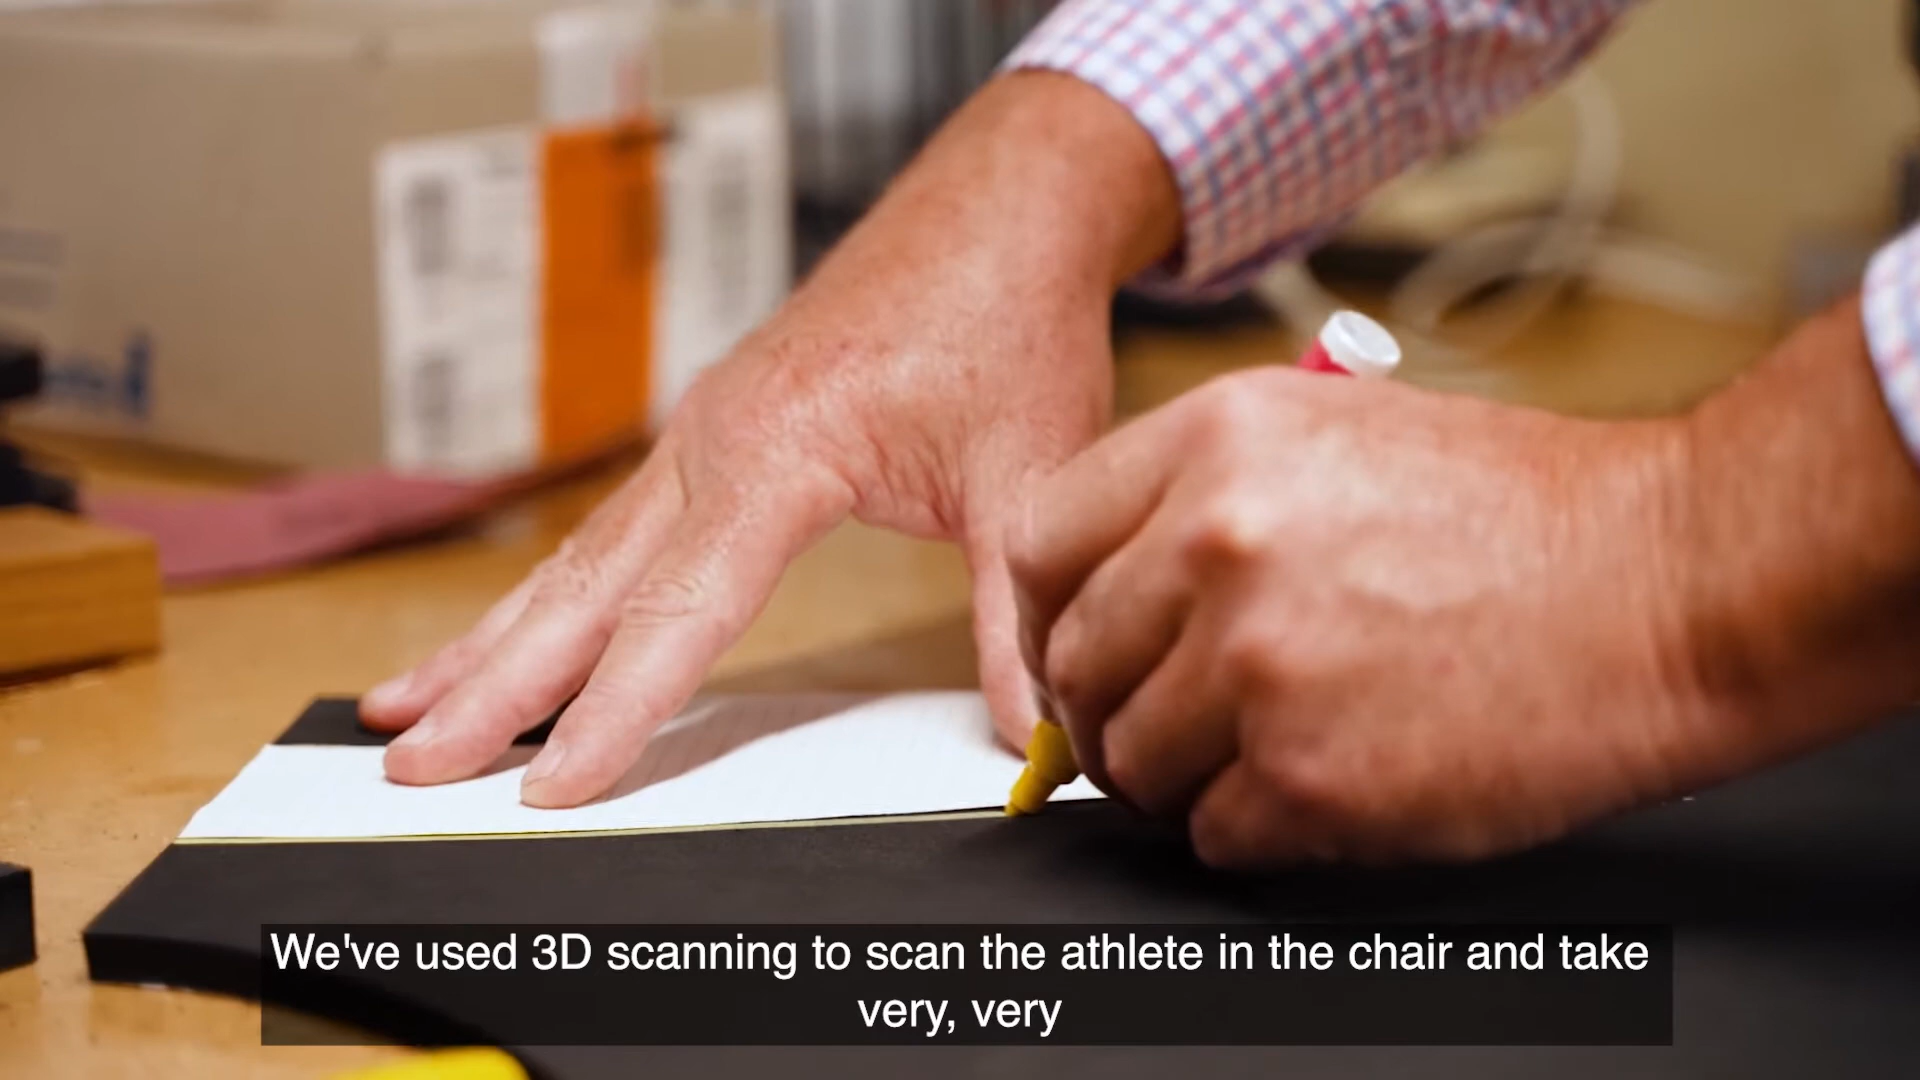 We've used 3D scanning to scan the athlete in the chair and take
very, very